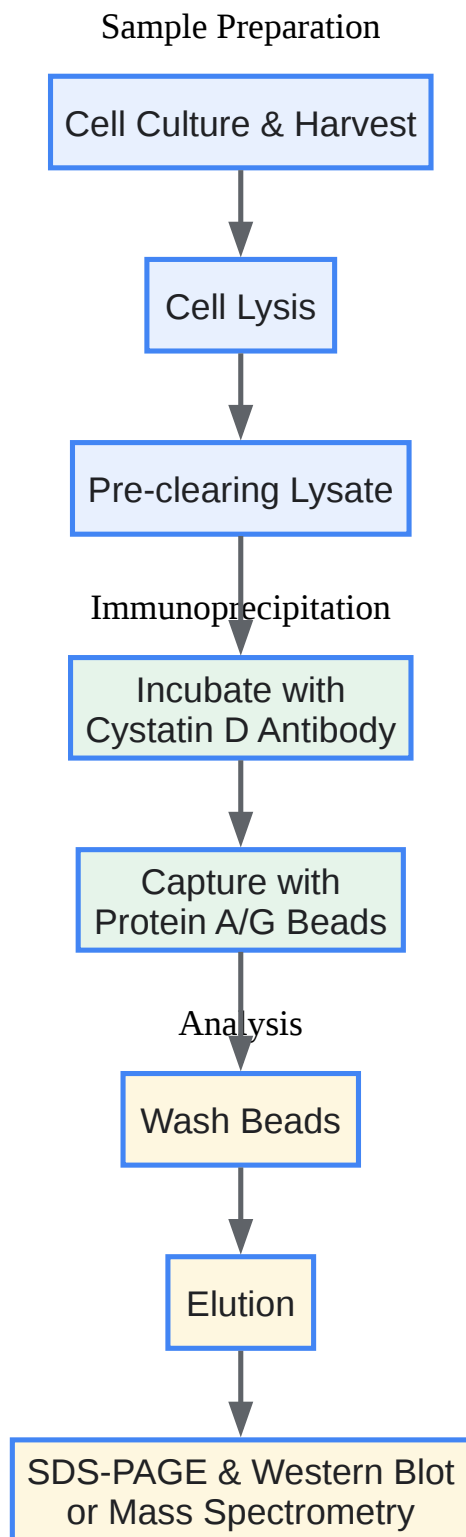 Sample Preparation
Cell Culture & Harvest
Cell Lysis
Pre-clearing Lysate
Immunoprecipitation
Incubate with
Cystatin D Antibody
Capture with
Protein A/G Beads
Analysis
Wash Beads
Elution
SDS-PAGE & Western Blot
or Mass Spectrometry